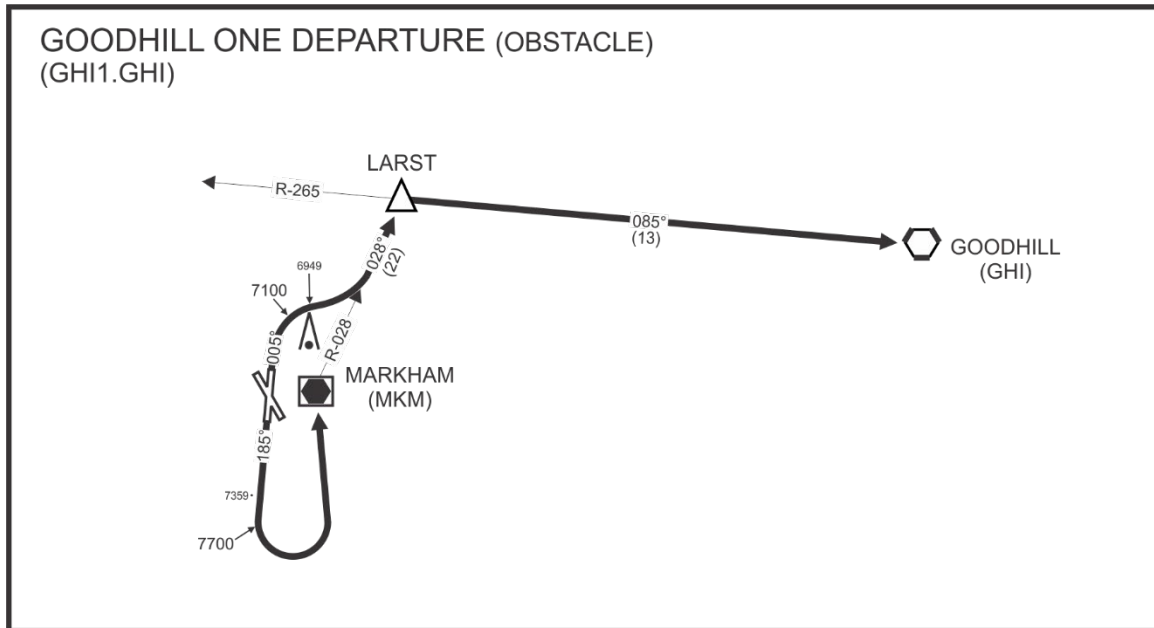 GOODHILL ONE DEPARTURE (OBSTACLE)
(GHI1.GHI)
LARST
R-265
085°
(13)
GOODHILL
(GHI)
028°
(22)
6949
7100
005°
R-028
MARKHAM
(MKM)
185°
7359
7700